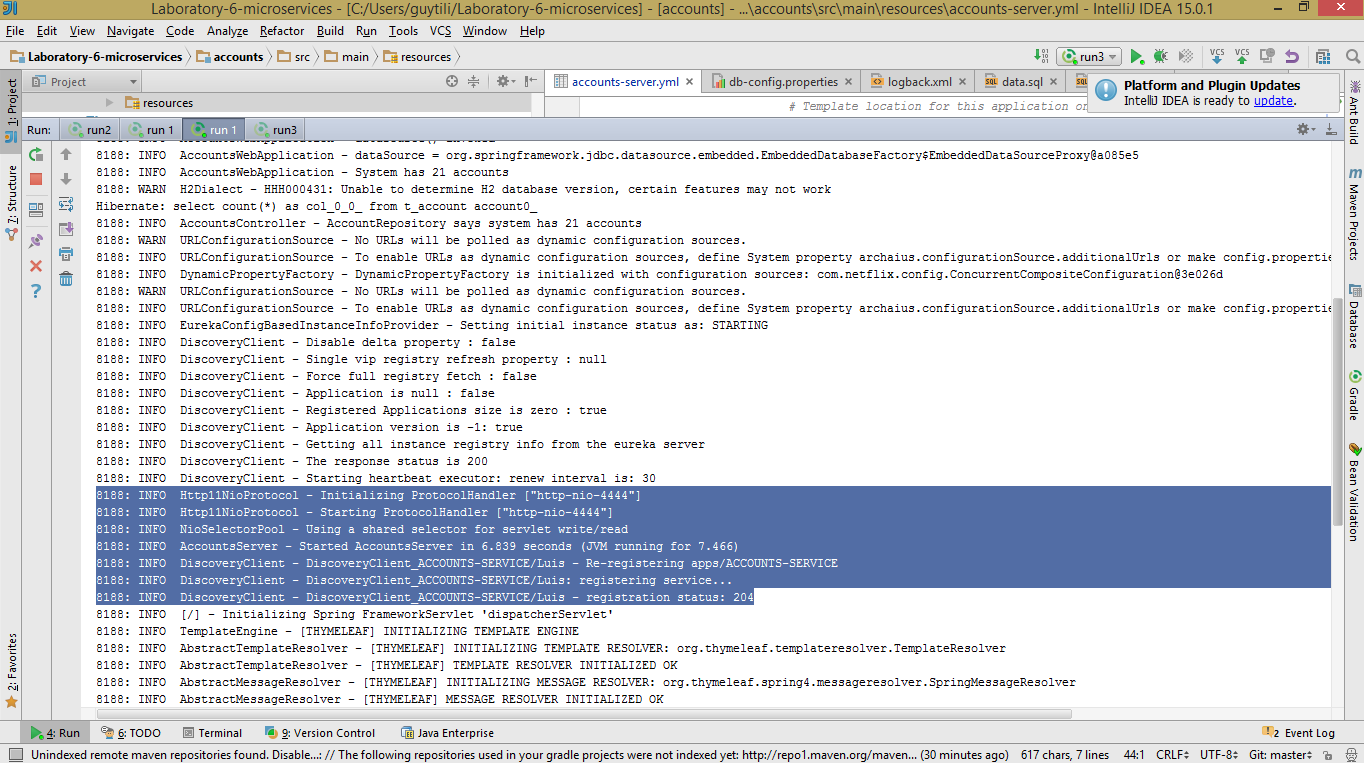 Laboratory-6-microservices - [C:/Users/guytili/Laboratory-6-microservices] - [accounts] - ...\accounts\src\main\resources\accounts-server.yml - IntelliJ IDEA 15.0.1
File Edit View Navigate Code Analyze Refactor Build Run Tools VCS Window Help
Laboratory-6-microservices accounts src main resources run3
Project accounts-server.yml db-config.properties logback.xml data.sql
resources # Template location for this application
Platform and Plugin Updates
IntelliJ IDEA is ready to update.
Run: run2 run 1 run 1 run3
8188: INFO AccountsWebApplication - dataSource = org.springframework.jdbc.datasource.embedded.EmbeddedDatabaseFactory$EmbeddedDataSourceProxy@a085e5
8188: INFO AccountsWebApplication - System has 21 accounts
8188: WARN H2Dialect - HHH000431: Unable to determine H2 database version, certain features may not work
Hibernate: select count(*) as col_0_0_ from t_account account0_
8188: INFO AccountsController - AccountRepository says system has 21 accounts
8188: WARN URLConfigurationSource - No URLs will be polled as dynamic configuration sources.
8188: INFO URLConfigurationSource - To enable URLs as dynamic configuration sources, define System property archaius.configurationSource.additionalUrls or make config.propertie
8188: INFO DynamicPropertyFactory - DynamicPropertyFactory is initialized with configuration sources: com.netflix.config.ConcurrentCompositeConfiguration@3e026d
8188: WARN URLConfigurationSource - No URLs will be polled as dynamic configuration sources.
8188: INFO URLConfigurationSource - To enable URLs as dynamic configuration sources, define System property archaius.configurationSource.additionalUrls or make config.propertie
8188: INFO EurekaConfigBasedInstanceInfoProvider - Setting initial instance status as: STARTING
8188: INFO DiscoveryClient - Disable delta property : false
8188: INFO DiscoveryClient - Single vip registry refresh property : null
8188: INFO DiscoveryClient - Force full registry fetch : false
8188: INFO DiscoveryClient - Application is null : false
8188: INFO DiscoveryClient - Registered Applications size is zero : true
8188: INFO DiscoveryClient - Application version is -1: true
8188: INFO DiscoveryClient - Getting all instance registry info from the eureka server
8188: INFO DiscoveryClient - The response status is 200
8188: INFO DiscoveryClient - Starting heartbeat executor: renew interval is: 30
8188: INFO Http11NioProtocol - Initializing ProtocolHandler ["http-nio-4444"]
8188: INFO Http11NioProtocol - Starting ProtocolHandler ["http-nio-4444"]
8188: INFO NioSelectorPool - Using a shared selector for servlet write/read
8188: INFO AccountsServer - Started AccountsServer in 6.839 seconds (JVM running for 7.466)
8188: INFO DiscoveryClient - DiscoveryClient_ACCOUNTS-SERVICE/Luis - Re-registering apps/ACCOUNTS-SERVICE
8188: INFO DiscoveryClient - DiscoveryClient_ACCOUNTS-SERVICE/Luis: registering service...
8188: INFO DiscoveryClient - DiscoveryClient_ACCOUNTS-SERVICE/Luis - registration status: 204
8188: INFO [/] - Initializing Spring FrameworkServlet 'dispatcherServlet'
8188: INFO TemplateEngine - [THYMELEAF] INITIALIZING TEMPLATE ENGINE
8188: INFO AbstractTemplateResolver - [THYMELEAF] INITIALIZING TEMPLATE RESOLVER: org.thymeleaf.templateresolver.TemplateResolver
8188: INFO AbstractTemplateResolver - [THYMELEAF] TEMPLATE RESOLVER INITIALIZED OK
8188: INFO AbstractMessageResolver - [THYMELEAF] INITIALIZING MESSAGE RESOLVER: org.thymeleaf.spring4.messageresolver.SpringMessageResolver
8188: INFO AbstractMessageResolver - [THYMELEAF] MESSAGE RESOLVER INITIALIZED OK
1: Project
7: Structure
2: Favorites
Ant Build
Maven Projects
Database
Gradle
Bean Validation
4: Run 6: TODO Terminal 9: Version Control Java Enterprise 2 Event Log
Unindexed remote maven repositories found. Disable...: // The following repositories used in your gradle projects were not indexed yet: http://repo1.maven.org/maven... (30 minutes ago) 617 chars, 7 lines 44:1 CRLF UTF-8 Git: master